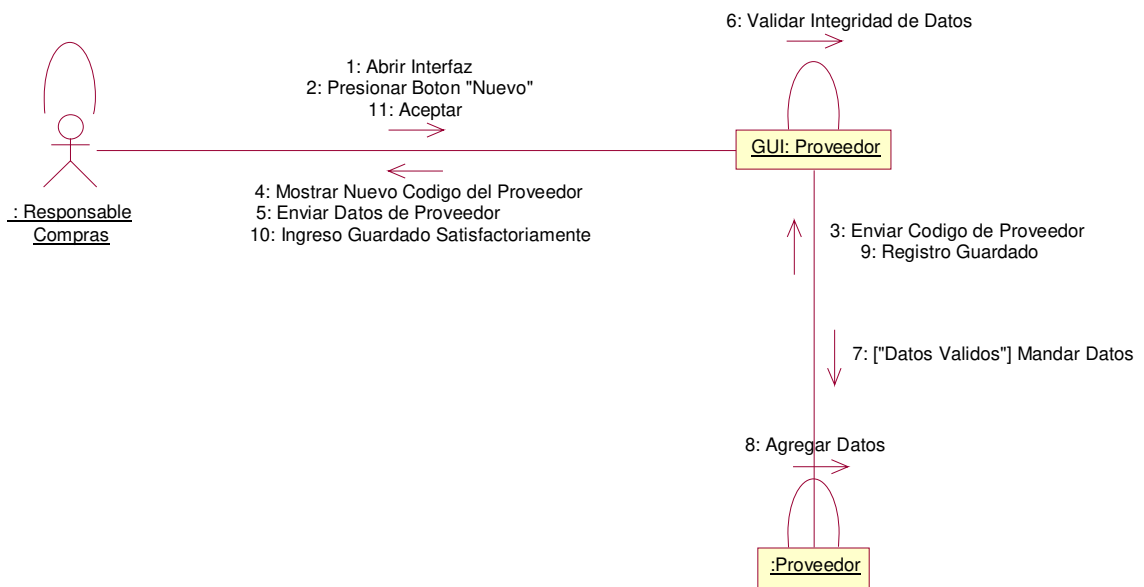 6: Validar Integridad de Datos
1: Abrir Interfaz
2: Presionar Boton "Nuevo"
11: Aceptar
GUI: Proveedor
4: Mostrar Nuevo Codigo del Proveedor
5: Enviar Datos de Proveedor
10: Ingreso Guardado Satisfactoriamente
: Responsable
Compras
3: Enviar Codigo de Proveedor
9: Registro Guardado
7: ["Datos Validos"] Mandar Datos
8: Agregar Datos
:Proveedor